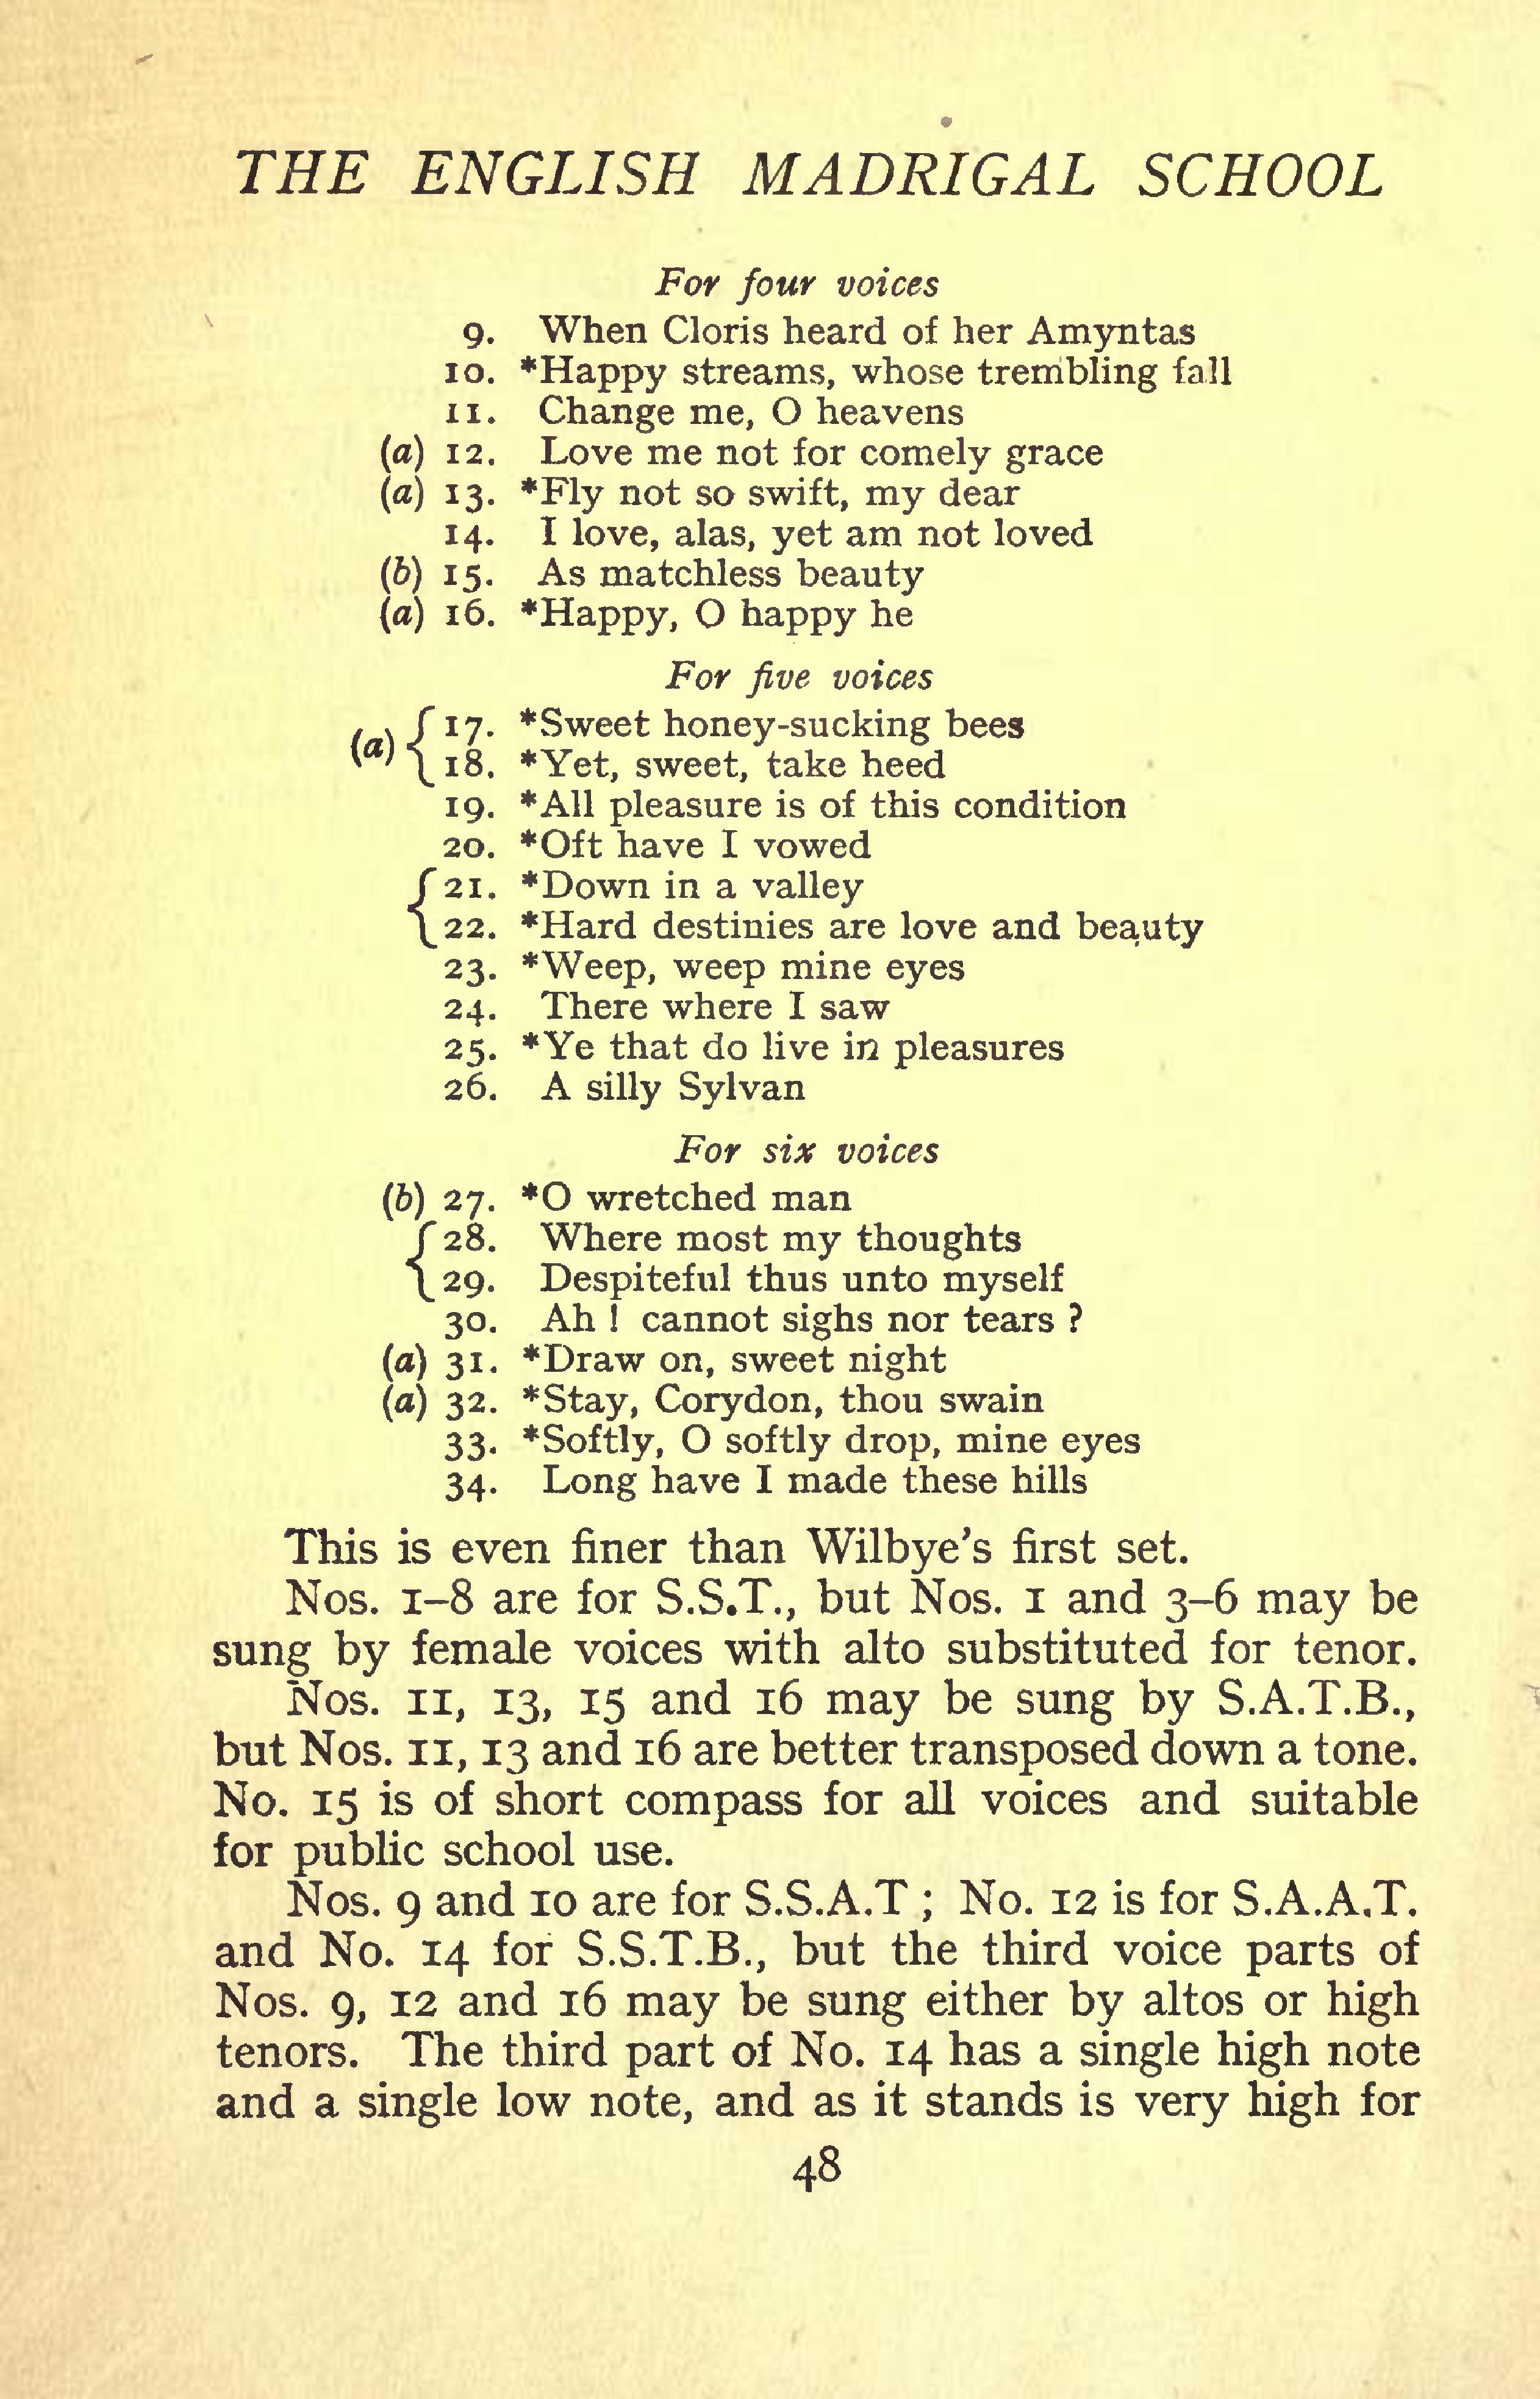 THE ENGLISH MADRIGAL SCHOOL
For four voices
9. When Cloris heard of her Amyntas
10. *Happy streams, whose trembling fall
11. Change me, O heavens
(a) 12. Love me not for comely grace
(a) 13. *Fly not so swift, my dear
14. I love, alas, yet am not loved
(b) 15. As matchless beauty
(a) 16. *Happy, O happy he
For five voices
(a) { 17. *Sweet honey-sucking bees
18. *Yet, sweet, take heed
19. *All pleasure is of this condition
20. *Oft have I vowed
{ 21. *Down in a valley
22. *Hard destinies are love and beauty
23. *Weep, weep mine eyes
24. There where I saw
25. *Ye that do live in pleasures
26. A silly Sylvan
For six voices
(b) 27. *O wretched man
{ 28. Where most my thoughts
29. Despiteful thus unto myself
30. Ah ! cannot sighs nor tears ?
(a) 31. *Draw on, sweet night
(a) 32. *Stay, Corydon, thou swain
33. *Softly, O softly drop, mine eyes
34. Long have I made these hills
This is even finer than Wilbye's first set.
Nos. 1–8 are for S.S.T., but Nos. 1 and 3–6 may be
sung by female voices with alto substituted for tenor.
Nos. 11, 13, 15 and 16 may be sung by S.A.T.B.,
but Nos. 11, 13 and 16 are better transposed down a tone.
No. 15 is of short compass for all voices and suitable
for public school use.
Nos. 9 and 10 are for S.S.A.T ; No. 12 is for S.A.A.T.
and No. 14 for S.S.T.B., but the third voice parts of
Nos. 9, 12 and 16 may be sung either by altos or high
tenors. The third part of No. 14 has a single high note
and a single low note, and as it stands is very high for
48